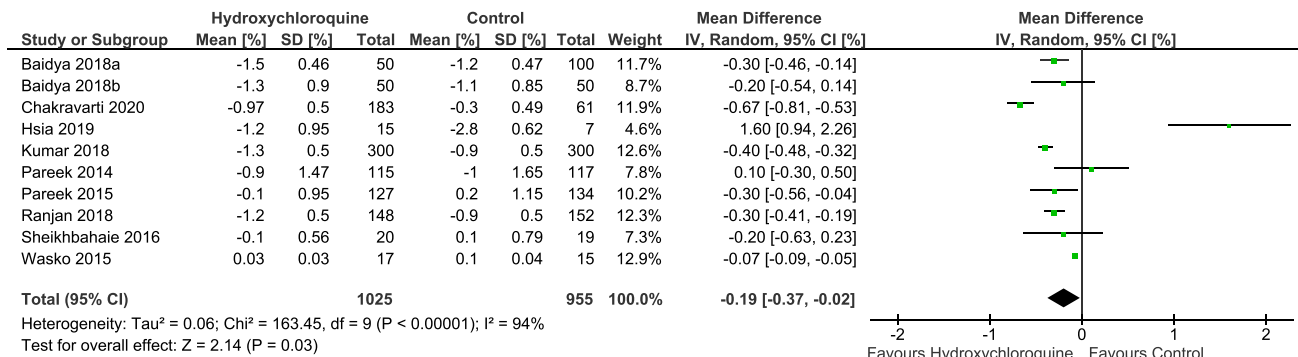 Hydroxychloroquine Control Mean Difference Mean Difference
Study or Subgroup Mean [%] SD [%] Total Mean [%] SD [%] Total Weight IV, Random, 95% CI [%] IV, Random, 95% CI [%]
Baidya 2018a -1.5 0.46 50 -1.2 0.47 100 11.7% -0.30 [-0.46, -0.14]
Baidya 2018b -1.3 0.9 50 -1.1 0.85 50 8.7% -0.20 [-0.54, 0.14]
Chakravarti 2020 -0.97 0.5 183 -0.3 0.49 61 11.9% -0.67 [-0.81, -0.53]
Hsia 2019 -1.2 0.95 15 -2.8 0.62 7 4.6% 1.60 [0.94, 2.26]
Kumar 2018 -1.3 0.5 300 -0.9 0.5 300 12.6% -0.40 [-0.48, -0.32]
Pareek 2014 -0.9 1.47 115 -1 1.65 117 7.8% 0.10 [-0.30, 0.50]
Pareek 2015 -0.1 0.95 127 0.2 1.15 134 10.2% -0.30 [-0.56, -0.04]
Ranjan 2018 -1.2 0.5 148 -0.9 0.5 152 12.3% -0.30 [-0.41, -0.19]
Sheikhbahaie 2016 -0.1 0.56 20 0.1 0.79 19 7.3% -0.20 [-0.63, 0.23]
Wasko 2015 0.03 0.03 17 0.1 0.04 15 12.9% -0.07 [-0.09, -0.05]
Total (95% CI) 1025 955 100.0% -0.19 [-0.37, -0.02]
Heterogeneity: Tau² = 0.06; Chi² = 163.45, df = 9 (P < 0.00001); I² = 94%
Test for overall effect: Z = 2.14 (P = 0.03)
-2 -1 0 1 2
Favours Hydroxychloroquine Favours Control